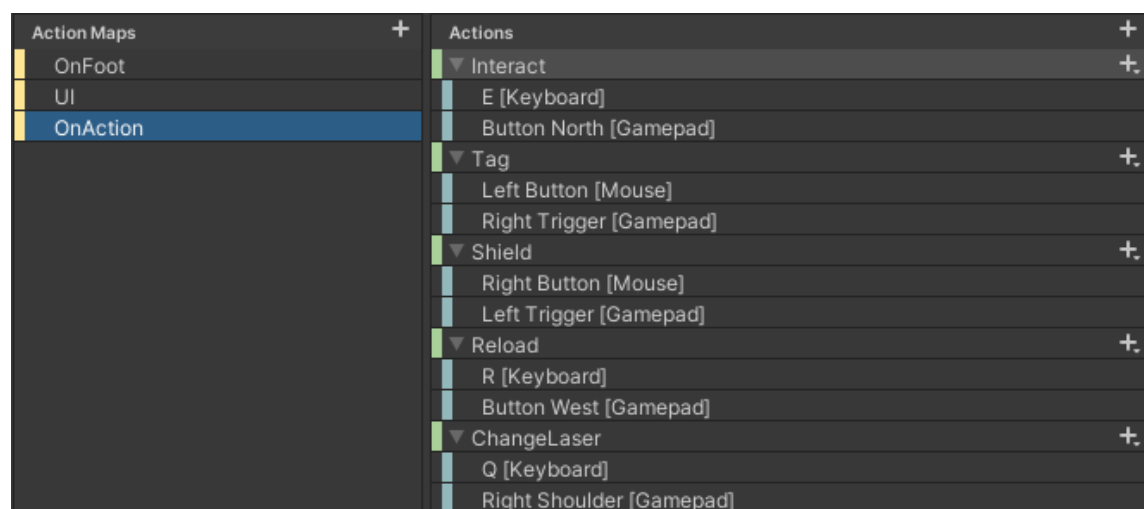 Action Maps
OnFoot
UI
OnAction
Actions
Interact
E [Keyboard]
Button North [Gamepad]
Tag
Left Button [Mouse]
Right Trigger [Gamepad]
Shield
Right Button [Mouse]
Left Trigger [Gamepad]
Reload
R [Keyboard]
Button West [Gamepad]
ChangeLaser
Q [Keyboard]
Right Shoulder [Gamepad]